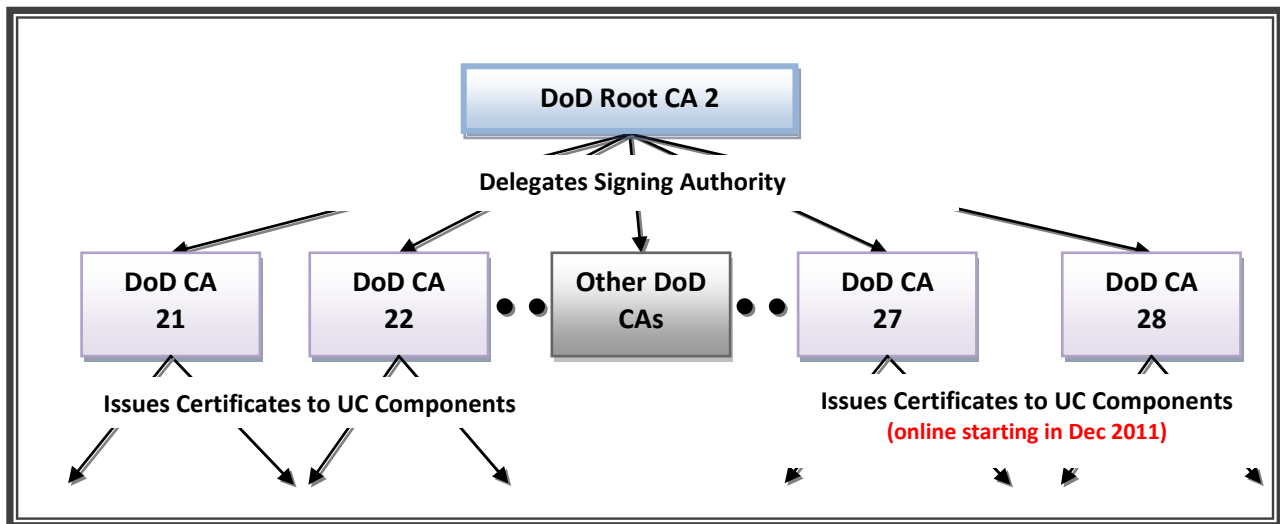 DoD Root CA 2
Delegates Signing Authority
DoD CA
21
DoD CA
22
Other DoD
CAs
DoD CA
27
DoD CA
28
Issues Certificates to UC Components
Issues Certificates to UC Components
(online starting in Dec 2011)